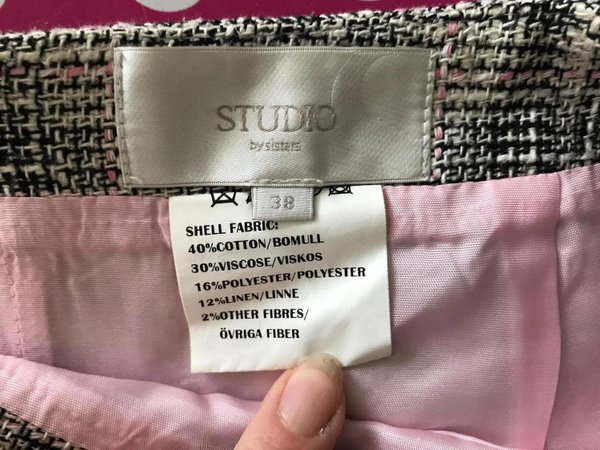 STUDIO
by sisters
38
SHELL FABRIC:
40%COTTON/BOMULL
30%VISCOSE/VISKOS
16%POLYESTER/POLYESTER
12%LINEN/LINNE
2%OTHER FIBRES/
ÖVRIGA FIBER